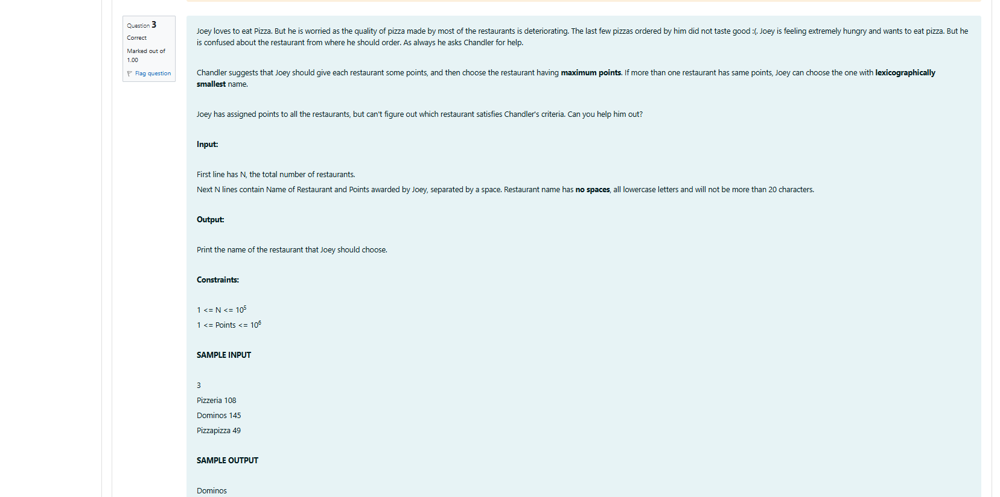 Question 3
Correct
Marked out of
1.00
Flag question
Joey loves to eat Pizza. But he is worried as the quality of pizza made by most of the restaurants is deteriorating. The last few pizzas ordered by him did not taste good :(. Joey is feeling extremely hungry and wants to eat pizza. But he
is confused about the restaurant from where he should order. As always he asks Chandler for help.
Chandler suggests that Joey should give each restaurant some points, and then choose the restaurant having maximum points. If more than one restaurant has same points, Joey can choose the one with lexicographically
smallest name.
Joey has assigned points to all the restaurants, but can't figure out which restaurant satisfies Chandler's criteria. Can you help him out?
Input:
First line has N, the total number of restaurants.
Next N lines contain Name of Restaurant and Points awarded by Joey, separated by a space. Restaurant name has no spaces, all lowercase letters and will not be more than 20 characters.
Output:
Print the name of the restaurant that Joey should choose.
Constraints:
1 <= N <= 10⁵
1 <= Points <= 10⁶
SAMPLE INPUT
3
Pizzeria 108
Dominos 145
Pizzapizza 49
SAMPLE OUTPUT
Dominos